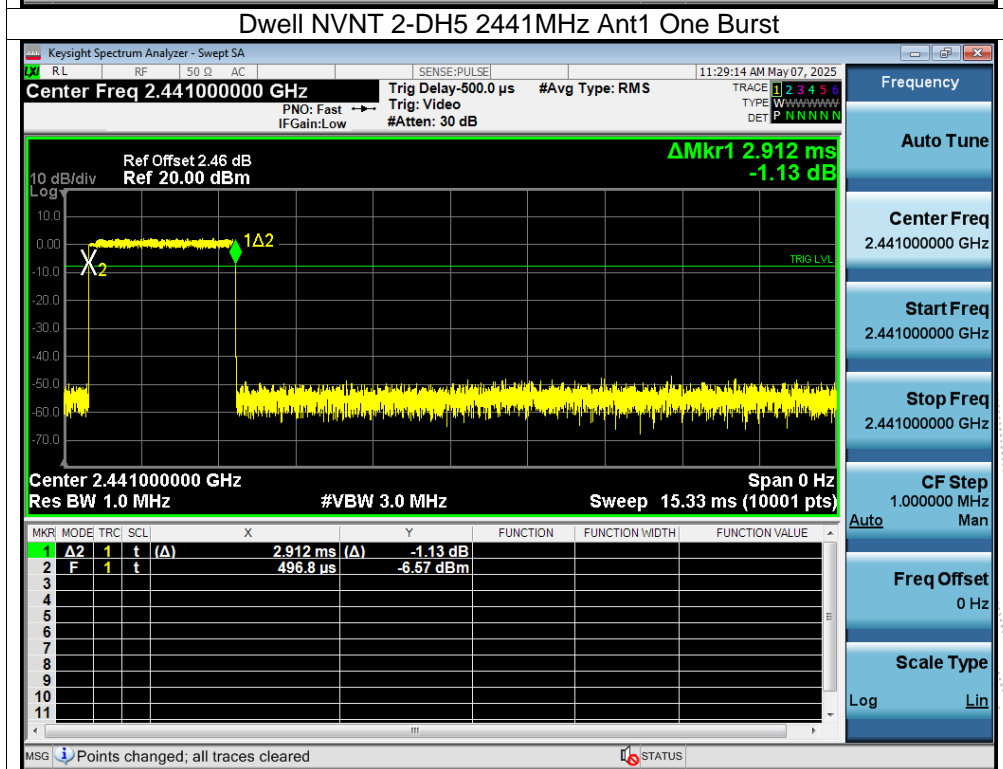 Dwell NVNT 2-DH5 2441MHz Ant1 One Burst
Keysight Spectrum Analyzer - Swept SA
LXI RL RF 50 Ω AC SENSE:PULSE 11:29:14 AM May 07, 2025
Center Freq 2.441000000 GHz
PNO: Fast
IFGain:Low
Trig Delay-500.0 µs
Trig: Video
#Atten: 30 dB
#Avg Type: RMS
TRACE 1 2 3 4 5 6
TYPE WWWWWWW
DET P N N N N N
Frequency
Auto Tune
Center Freq
2.441000000 GHz
Start Freq
2.441000000 GHz
Stop Freq
2.441000000 GHz
CF Step
1.000000 MHz
Auto Man
Freq Offset
0 Hz
Scale Type
Log Lin
ΔMkr1 2.912 ms
-1.13 dB
Ref Offset 2.46 dB
10 dB/div Ref 20.00 dBm
Log
10.0
0.00
-10.0
-20.0
-30.0
-40.0
-50.0
-60.0
-70.0
1Δ2
2
TRIG LVL
Center 2.441000000 GHz Span 0 Hz
Res BW 1.0 MHz #VBW 3.0 MHz Sweep 15.33 ms (10001 pts)
MKR MODE TRC SCL X Y FUNCTION FUNCTION WIDTH FUNCTION VALUE
1 Δ2 1 t (Δ) 2.912 ms (Δ) -1.13 dB
2 F 1 t 496.8 µs -6.57 dBm
3
4
5
6
7
8
9
10
11
MSG Points changed; all traces cleared STATUS